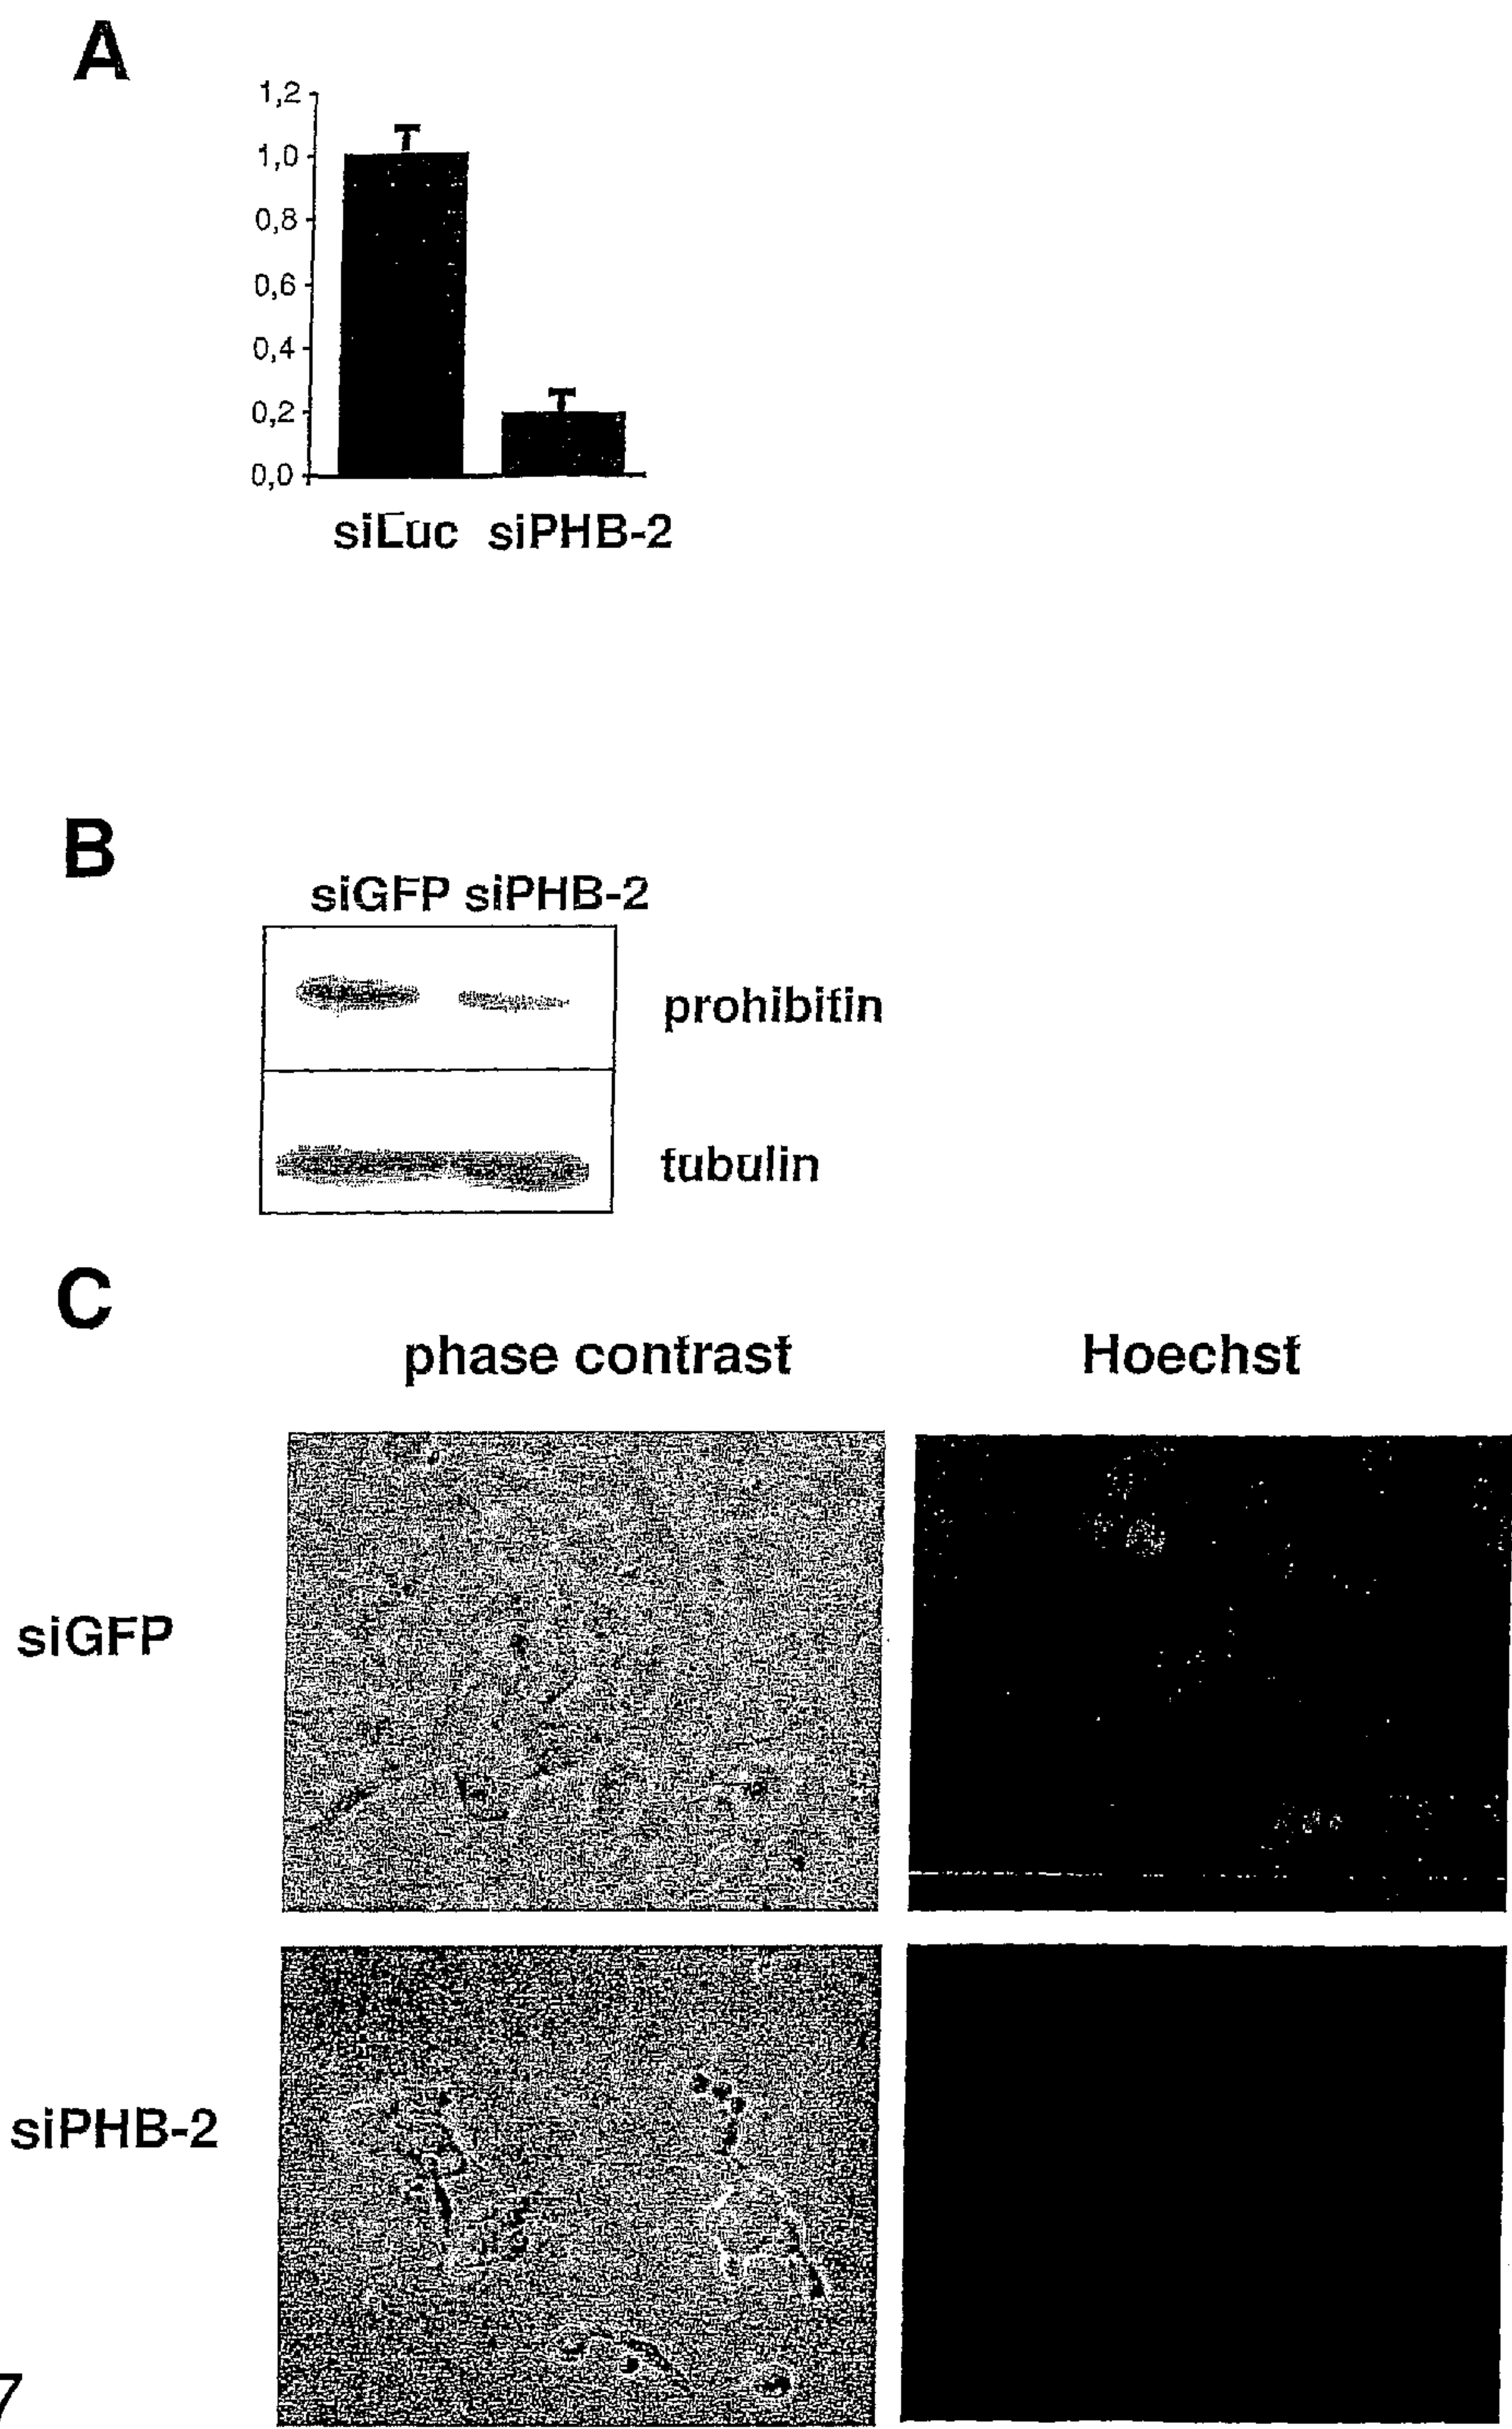 A
1,2
1,0
0,8
0,6
0,4
0,2
0,0
siLuc siPHB-2
B
siGFP siPHB-2
prohibitin
tubulin
C
phase contrast Hoechst
siGFP
siPHB-2
7